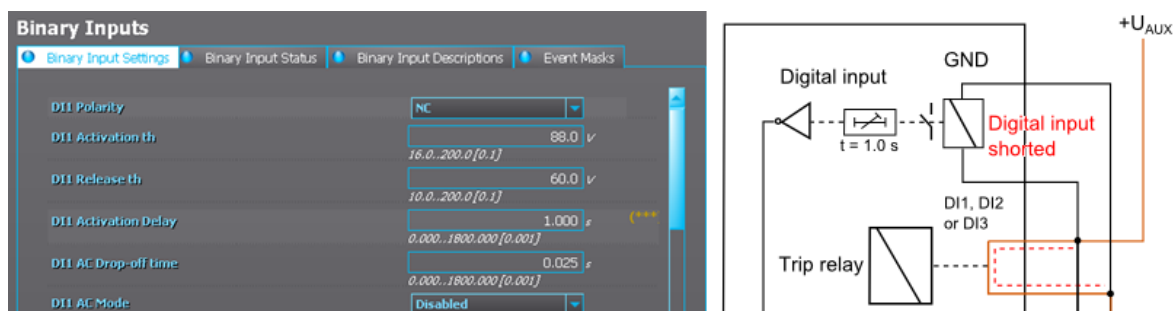 Binary Inputs
Binary Input Settings Binary Input Status Binary Input Descriptions Event Masks
DI1 Polarity NC
DI1 Activation th 88.0 V
16.0..200.0 [0.1]
DI1 Release th 60.0 V
10.0..200.0 [0.1]
DI1 Activation Delay 1.000 s (***
0.000..1800.000 [0.001]
DI1 AC Drop-off time 0.025 s
0.000..1800.000 [0.001]
DI1 AC Mode Disabled
+UAUX
GND
Digital input
Digital input
shorted
t = 1.0 s
DI1, DI2
or DI3
Trip relay